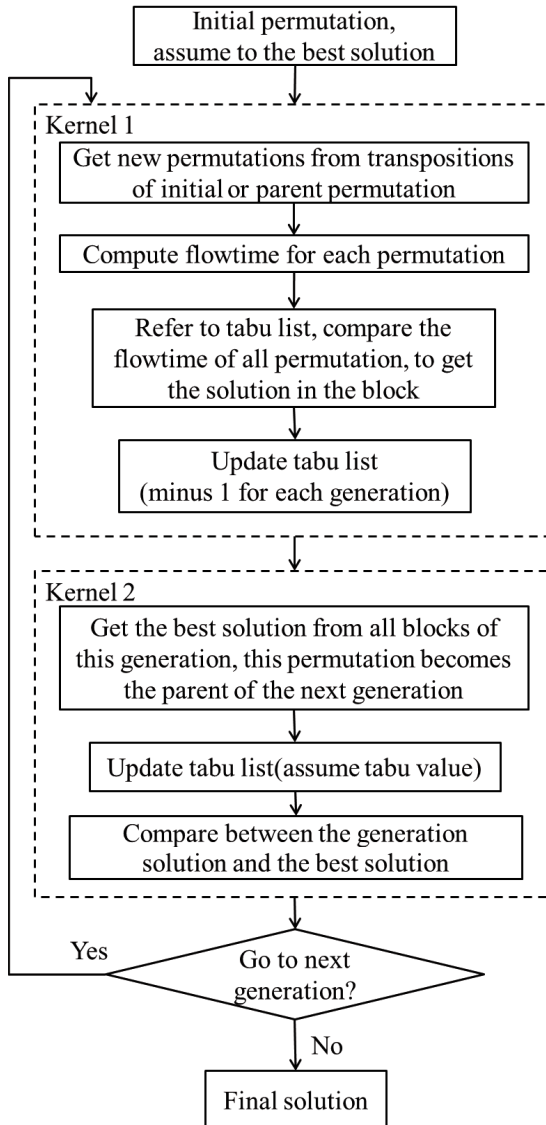 Initial permutation,
assume to the best solution
Kernel 1
Get new permutations from transpositions
of initial or parent permutation
Compute flowtime for each permutation
Refer to tabu list, compare the
flowtime of all permutation, to get
the solution in the block
Update tabu list
(minus 1 for each generation)
Kernel 2
Get the best solution from all blocks of
this generation, this permutation becomes
the parent of the next generation
Update tabu list(assume tabu value)
Compare between the generation
solution and the best solution
Yes
Go to next
generation?
No
Final solution